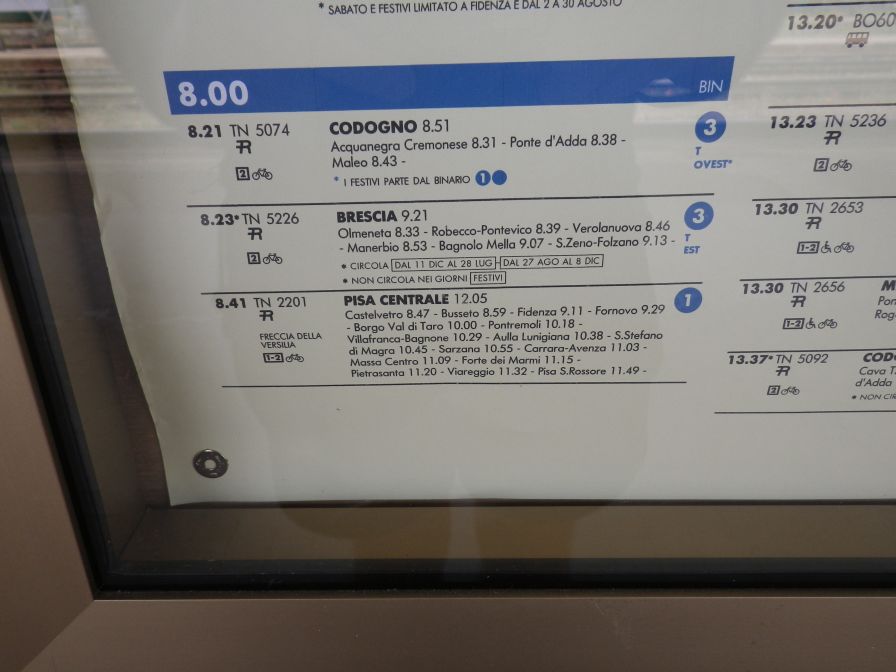 * SABATO E FESTIVI LIMITATO A FIDENZA E DAL 2 A 30 AGOSTO
8.00 BIN
8.21 TN 5074 CODOGNO 8.51 3
R Acquanegra Cremonese 8.31 - Ponte d'Adda 8.38 - T
2 Maleo 8.43 - OVEST*
* I FESTIVI PARTE DAL BINARIO 1
8.23* TN 5226 BRESCIA 9.21 3
R Olmeneta 8.33 - Robecco-Pontevico 8.39 - Verolanuova 8.46 T
2 - Manerbio 8.53 - Bagnolo Mella 9.07 - S.Zeno-Folzano 9.13 - EST
* CIRCOLA DAL 11 DIC AL 28 LUG - DAL 27 AGO AL 8 DIC
* NON CIRCOLA NEI GIORNI FESTIVI
8.41 TN 2201 PISA CENTRALE 12.05 1
R Castelvetro 8.47 - Busseto 8.59 - Fidenza 9.11 - Fornovo 9.29
- Borgo Val di Taro 10.00 - Pontremoli 10.18 -
FRECCIA DELLA Villafranca-Bagnone 10.29 - Aulla Lunigiana 10.38 - S.Stefano
VERSILIA di Magra 10.45 - Sarzana 10.55 - Carrara-Avenza 11.03 -
1-2 Massa Centro 11.09 - Forte dei Marmi 11.15 -
Pietrasanta 11.20 - Viareggio 11.32 - Pisa S.Rossore 11.49 -
13.20* BO60
13.23 TN 5236
R
2
13.30 TN 2653
R
1-2
13.30 TN 2656 M
R Pon
1-2 Rog
13.37* TN 5092 COD
R Cava T.
2 d'Adda
* NON CIR